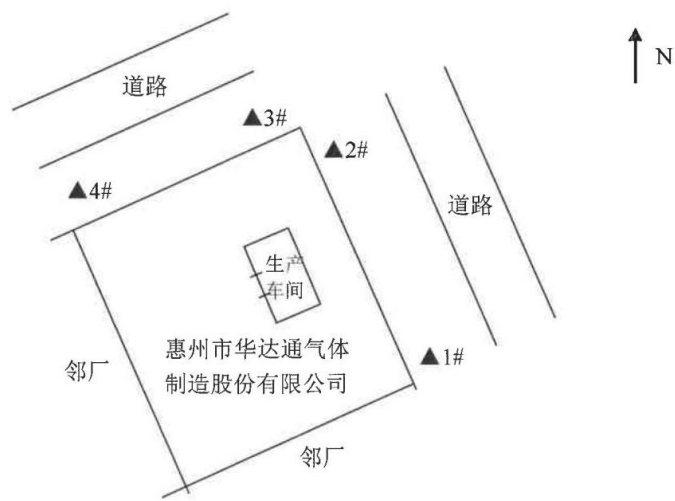 道路
N
▲3#
▲2#
▲4#
道路
生产
车间
惠州市华达通气体
制造股份有限公司
▲1#
邻厂
邻厂